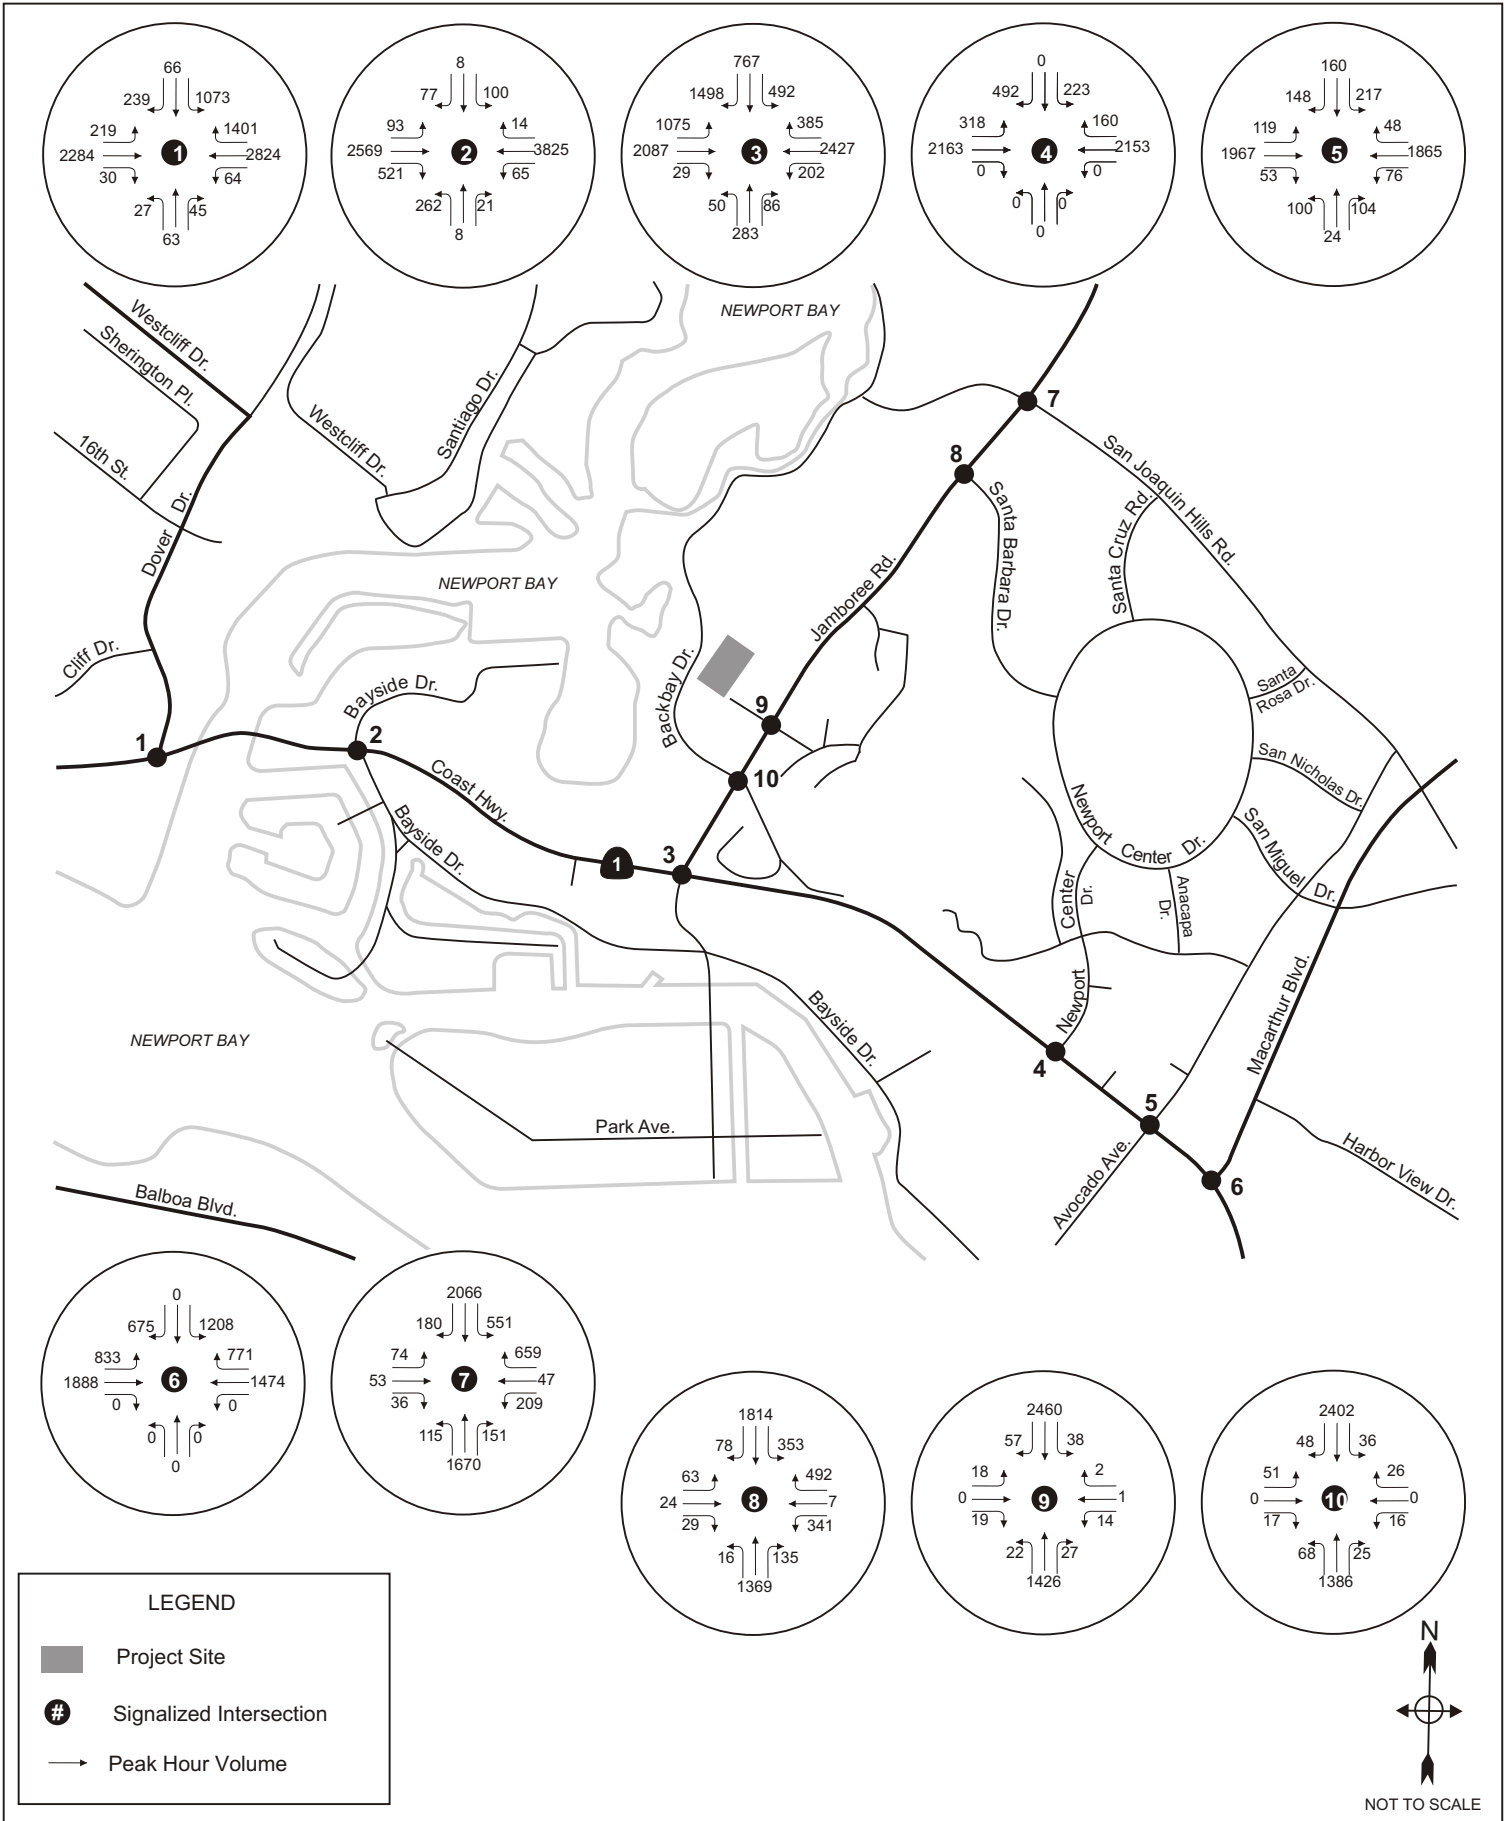 66
239 1073
219 1401
2284 1 2824
30 64
27 45
63
8
77 100
93 14
2569 2 3825
521 65
262 21
8
767
1498 492
1075 385
2087 3 2427
29 202
50 86
283
0
492 223
318 160
2163 4 2153
0 0
0 0
0
160
148 217
119 48
1967 5 1865
53 76
100 104
24
NEWPORT BAY
Westcliff Dr.
Sherington Pl.
16th St.
Dover Dr.
Westcliff Dr.
Santiago Dr.
7
8
San Joaquin Hills Rd.
Santa Cruz Rd.
Santa Barbara Dr.
NEWPORT BAY
Jamboree Rd.
Cliff Dr.
Bayside Dr.
Backbay Dr.
Santa
Rosa Dr.
9
1
2
10
Coast Hwy.
San Nicholas Dr.
Newport Center Dr.
San Miguel Dr.
Bayside Dr.
1
3
Newport Center Dr.
Anacapa Dr.
Macarthur Blvd.
NEWPORT BAY
Bayside Dr.
4
5
Park Ave.
Avocado Ave.
6
Harbor View Dr.
Balboa Blvd.
0
675 1208
833 771
1888 6 1474
0 0
0 0
0
2066
180 551
74 659
53 7 47
36 209
115 151
1670
1814
78 353
63 492
24 8 7
29 341
16 135
1369
2460
57 38
18 2
0 9 1
19 14
22 27
1426
2402
48 36
51 26
0 10 0
17 16
68 25
1386
LEGEND
Project Site
# Signalized Intersection
Peak Hour Volume
N
NOT TO SCALE